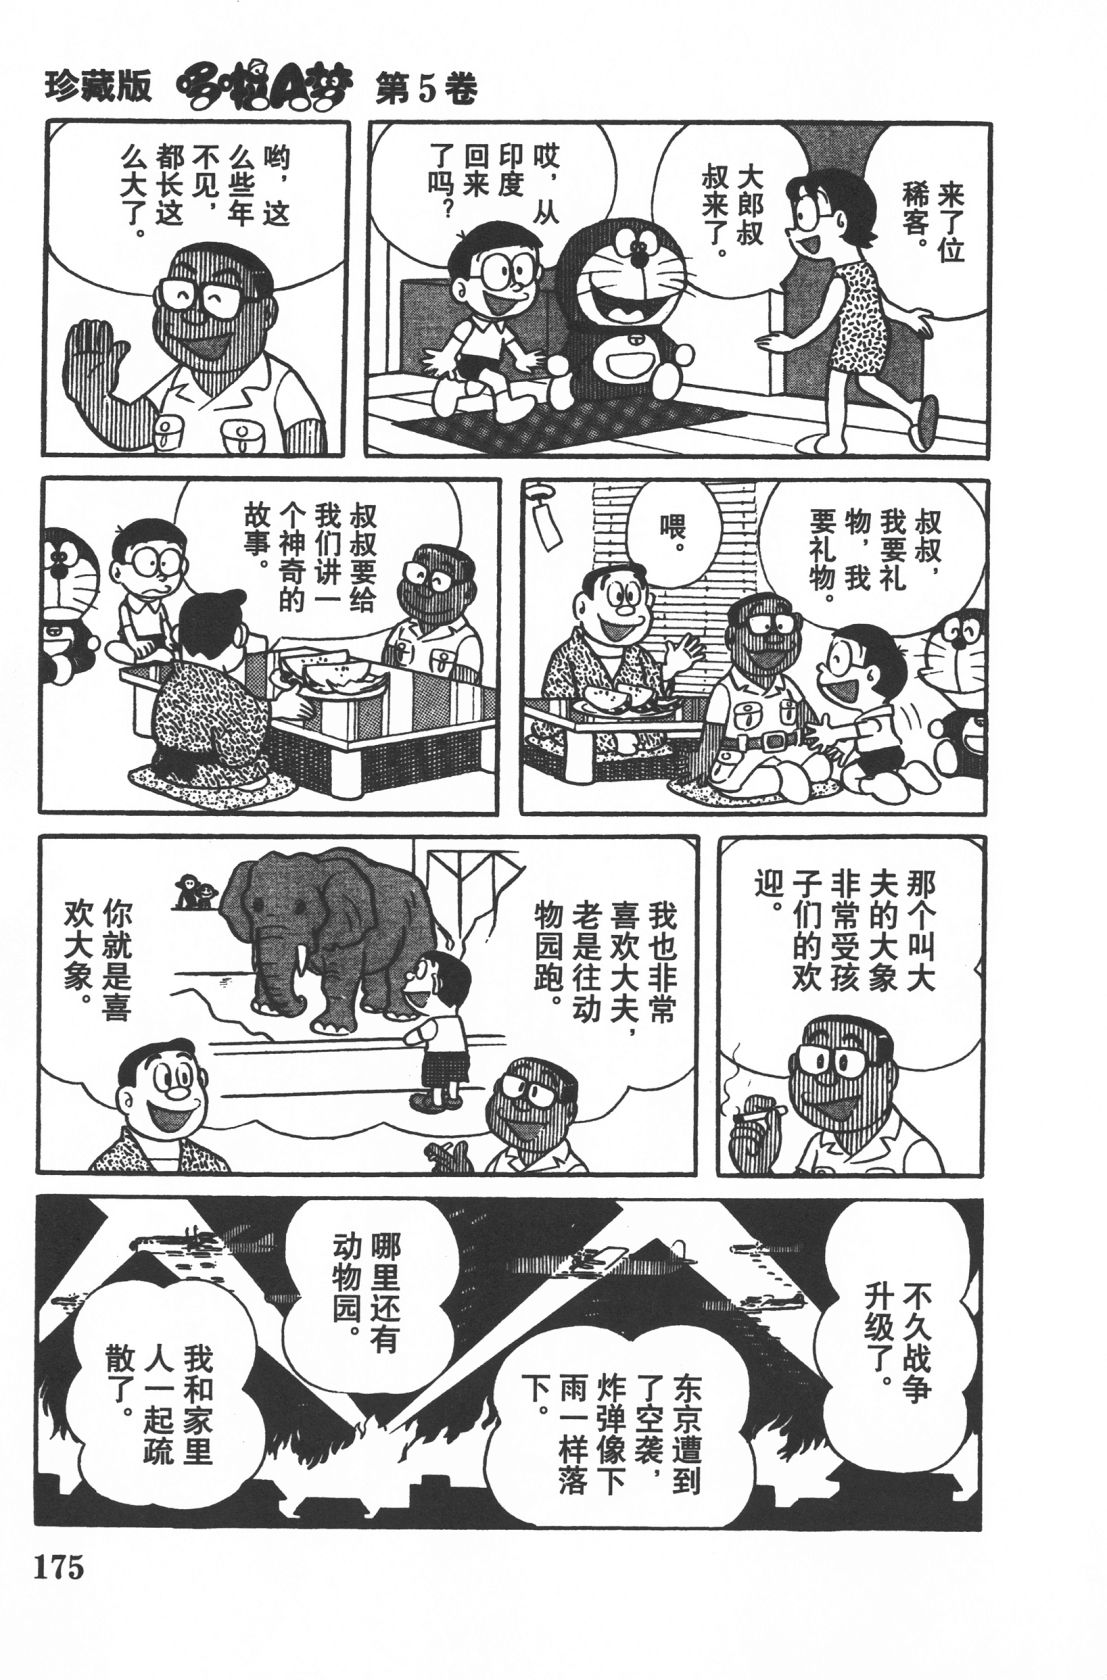 珍藏版 哆啦A梦 第5卷
来了位
稀客。
大郎叔
叔来了。
哎，从
印度
回来
了吗？
哟，这
么些年
不见，
都长这
么大了。
叔叔，
我要礼
物，我
要礼物。
喂。
叔叔要给
我们讲一
个神奇的
故事。
那个叫大
夫的大象
非常受孩
子们的欢
迎。
我也非常
喜欢大夫，
老是往动
物园跑。
你就是喜
欢大象。
不久战争
升级了。
东京遭到
了空袭，
炸弹像下
雨一样落
下。
哪里还有
动物园。
我和家里
人一起疏
散了。
175